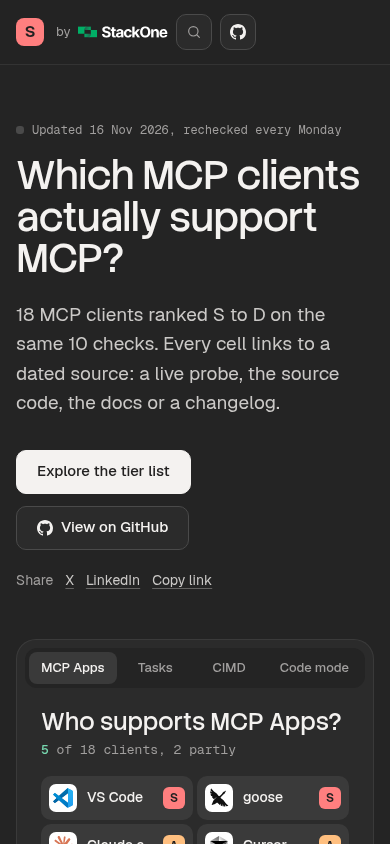 S by StackOne
Updated 16 Nov 2026, rechecked every Monday
Which MCP clients
actually support
MCP?
18 MCP clients ranked S to D on the
same 10 checks. Every cell links to a
dated source: a live probe, the source
code, the docs or a changelog.
Explore the tier list
View on GitHub
Share X LinkedIn Copy link
MCP Apps Tasks CIMD Code mode
Who supports MCP Apps?
5 of 18 clients, 2 partly
VS Code S goose S